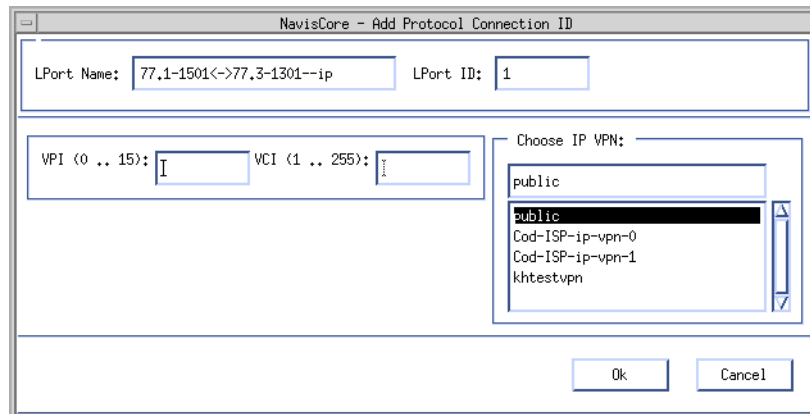 NavisCore - Add Protocol Connection ID
LPort Name: 77.1-1501<->77.3-1301--ip LPort ID: 1
VPI (0 .. 15): VCI (1 .. 255):
Choose IP VPN:
public
public
Cod-ISP-ip-vpn-0
Cod-ISP-ip-vpn-1
khtestvpn
Ok Cancel